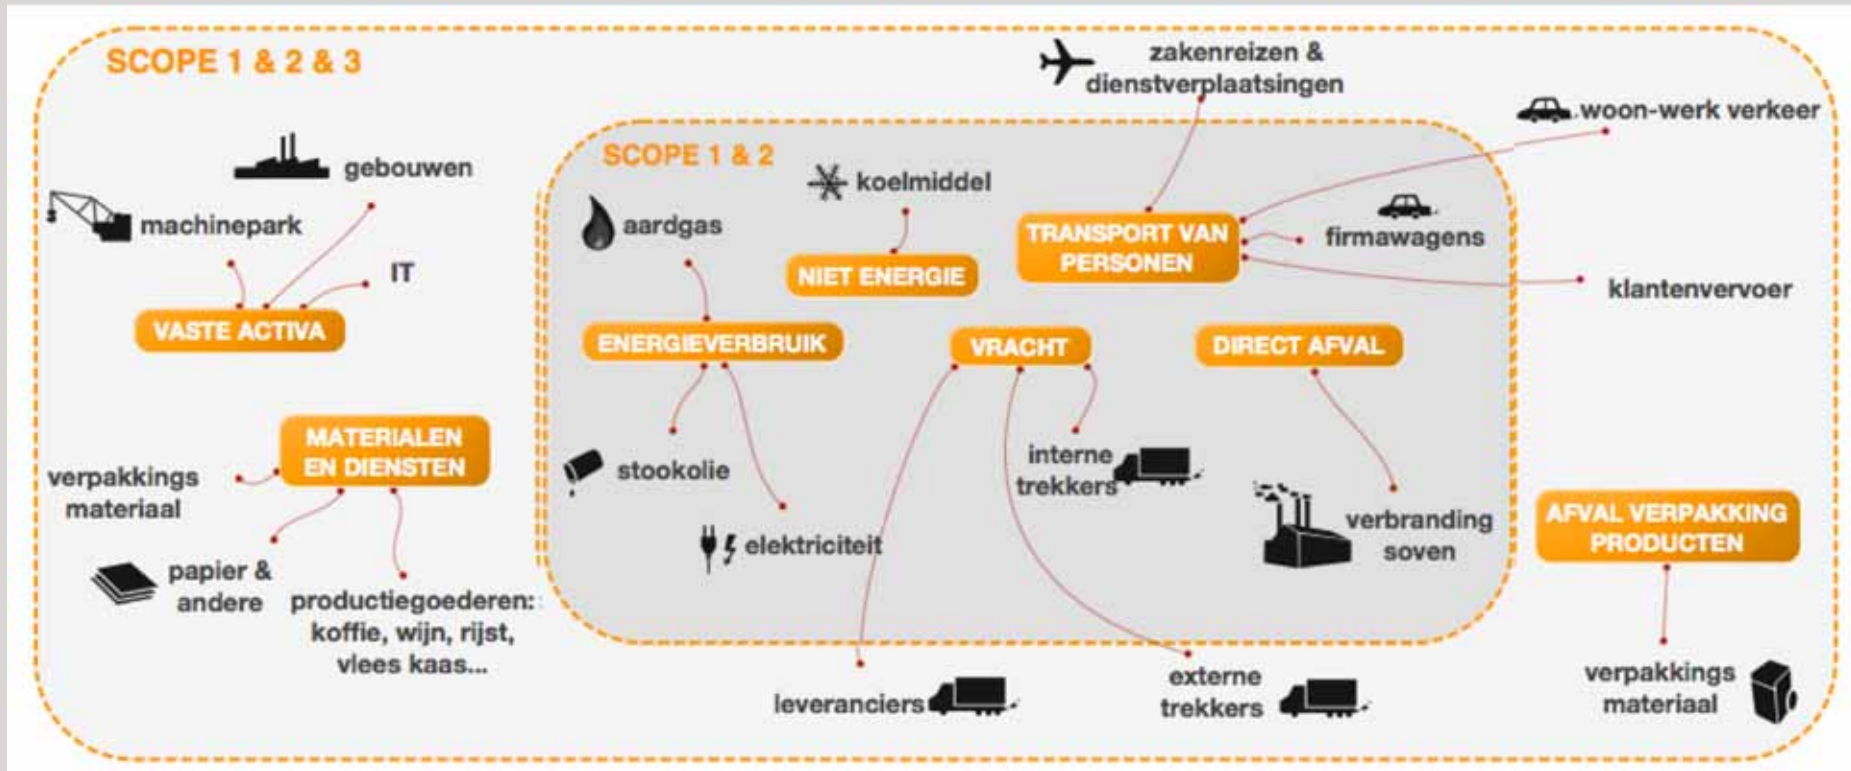 SCOPE 1 & 2 & 3
zakenreizen &
dienstverplaatsingen
woon-werk verkeer
gebouwen
machinepark
IT
VASTE ACTIVA
SCOPE 1 & 2
koelmiddel
aardgas
NIET ENERGIE
TRANSPORT VAN
PERSONEN
firmawagens
klantenvervoer
ENERGIEVERBRUIK
VRACHT
DIRECT AFVAL
MATERIALEN
EN DIENSTEN
verpakkings
materiaal
papier &
andere
productiegoederen:
koffie, wijn, rijst,
vlees kaas...
stookolie
elektriciteit
interne
trekkers
verbranding
soven
AFVAL VERPAKKING
PRODUCTEN
leveranciers
externe
trekkers
verpakkings
materiaal